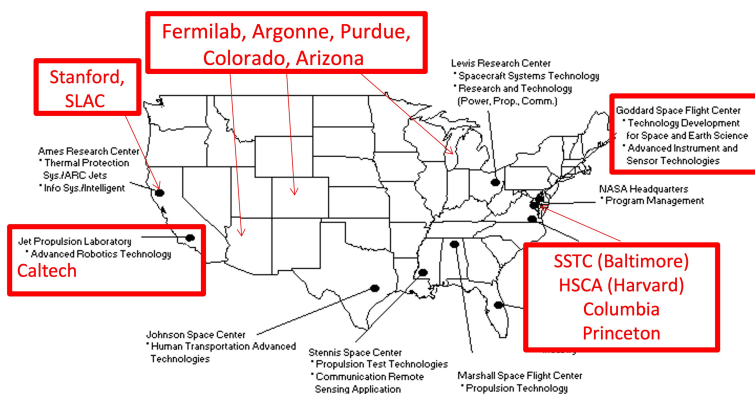 Fermilab, Argonne, Purdue,
Colorado, Arizona
Stanford,
SLAC
Lewis Research Center
* Spacecraft Systems Technology
* Research and Technology
(Power, Prop., Comm.)
Goddard Space Flight Center
* Technology Development
for Space and Earth Science
* Advanced Instrument and
Sensor Technologies
Ames Research Center
* Thermal Protection
Sys./ARC Jets
* Info Sys./Intelligent
NASA Headquarters
* Program Management
Jet Propulsion Laboratory
* Advanced Robotics Technology
Caltech
SSTC (Baltimore)
HSCA (Harvard)
Columbia
Princeton
Johnson Space Center
* Human Transportation Advanced
Technologies
Stennis Space Center
* Propulsion Test Technologies
* Communication Remote
Sensing Application
Marshall Space Flight Center
* Propulsion Technology